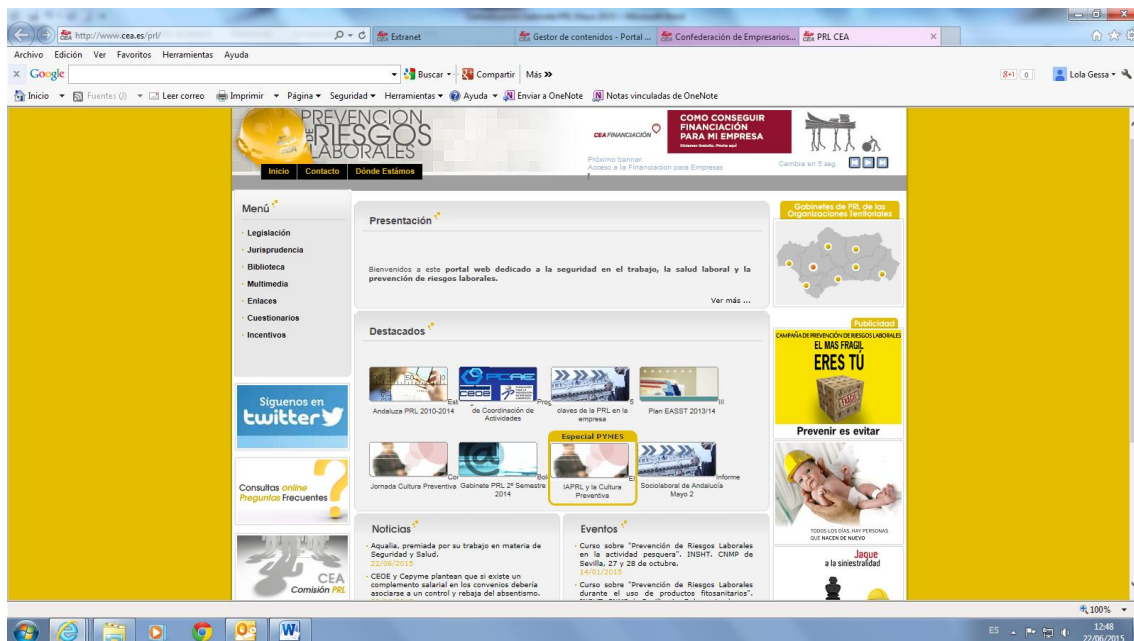 http://www.cea.es/prl/
Extranet
Gestor de contenidos - Portal ...
Confederación de Empresarios...
PRL CEA
Archivo Edición Ver Favoritos Herramientas Ayuda
x Google
Buscar
Compartir
Más »
Lola Gessa
Inicio
Fuentes (J)
Leer correo
Imprimir
Página
Seguridad
Herramientas
Ayuda
Enviar a OneNote
Notas vinculadas de OneNote
PREVENCION
DE RIESGOS
LABORALES
Inicio Contacto Dónde Estámos
CEA FINANCIACIÓN
COMO CONSEGUIR
FINANCIACIÓN
PARA MI EMPRESA
Próximo banner:
Acceso a la Financiacion para Empresas
Cambia en 5 seg.
Menú
Legislación
Jurisprudencia
Biblioteca
Multimedia
Enlaces
Cuestionarios
Incentivos
Síguenos en
twitter
Consultas online
Preguntas Frecuentes
CEA
Comisión PRL
Presentación
Bienvenidos a este portal web dedicado a la seguridad en el trabajo, la salud laboral y la
prevención de riesgos laborales.
Ver más ...
Destacados
PCAE
CEOE
Est
Andaluza PRL 2010-2014
Prog
de Coordinación de
Actividades
5
claves de la PRL en la
empresa
III
Plan EASST 2013/14
Con
Jornada Cultura Preventiva
Bol
Gabinete PRL 2º Semestre
2014
Especial PYMES
El
IAPRL y la Cultura
Preventiva
Informe
Sociolaboral de Andalucía
Mayo 2
Noticias
Aqualia, premiada por su trabajo en materia de
Seguridad y Salud.
22/06/2015
CEOE y Cepyme plantean que si existe un
complemento salarial en los convenios debería
asociarse a un control y rebaja del absentismo.
Eventos
Curso sobre "Prevención de Riesgos Laborales
en la actividad pesquera". INSHT. CNMP de
Sevilla, 27 y 28 de octubre.
14/01/2015
Curso sobre "Prevención de Riesgos Laborales
durante el uso de productos fitosanitarios".
Gabinetes de PRL de las
Organizaciones Territoriales
Publicidad
CAMPAÑA DE PREVENCIÓN DE RIESGOS LABORALES
EL MAS FRAGIL
ERES TÚ
FRAGIL
Prevenir es evitar
TODOS LOS DÍAS, HAY PERSONAS
QUE NACEN DE NUEVO
Jaque
a la siniestralidad
100%
ES
12:48
22/06/2015